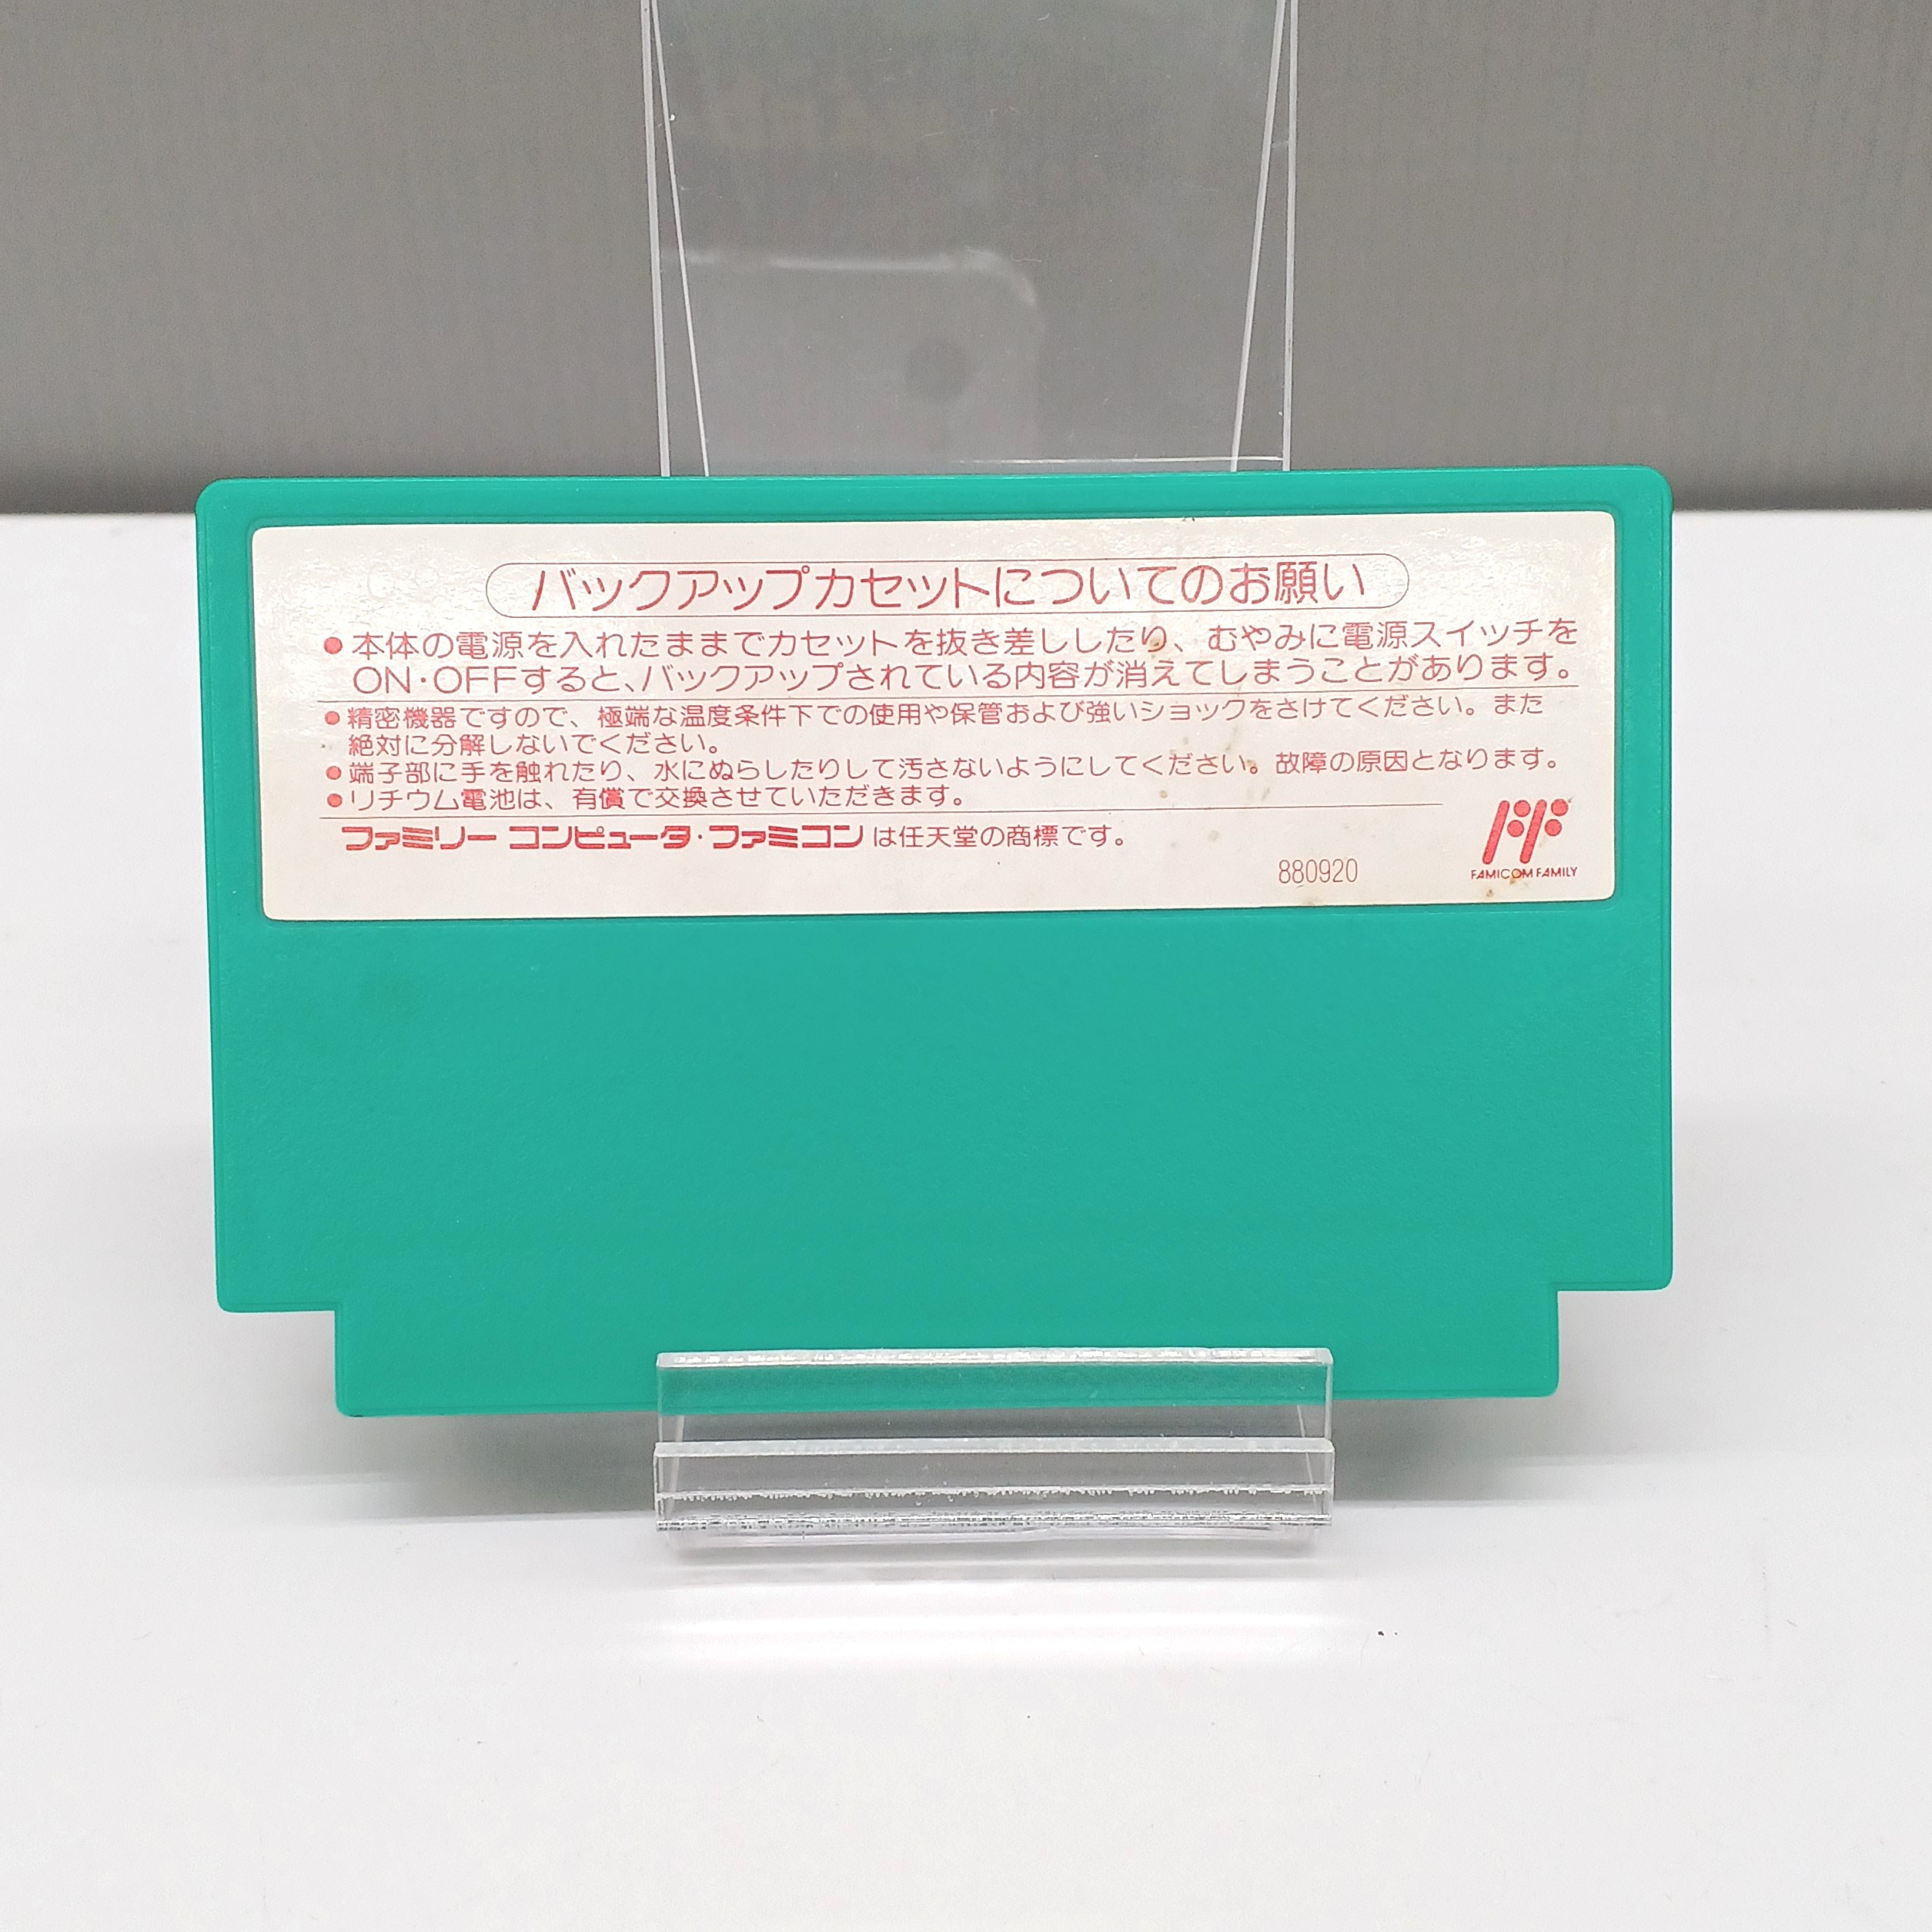 バックアップカセットについてのお願い
●本体の電源を入れたままでカセットを抜き差ししたり、むやみに電源スイッチを
ON・OFFすると、バックアップされている内容が消えてしまうことがあります。
●精密機器ですので、極端な温度条件下での使用や保管および強いショックをさけてください。また
絶対に分解しないでください。
●端子部に手を触れたり、水にぬらしたりして汚さないようにしてください。故障の原因となります。
●リチウム電池は、有償で交換させていただきます。
ファミリーコンピュータ・ファミコンは任天堂の商標です。
880920
FAMICOM FAMILY